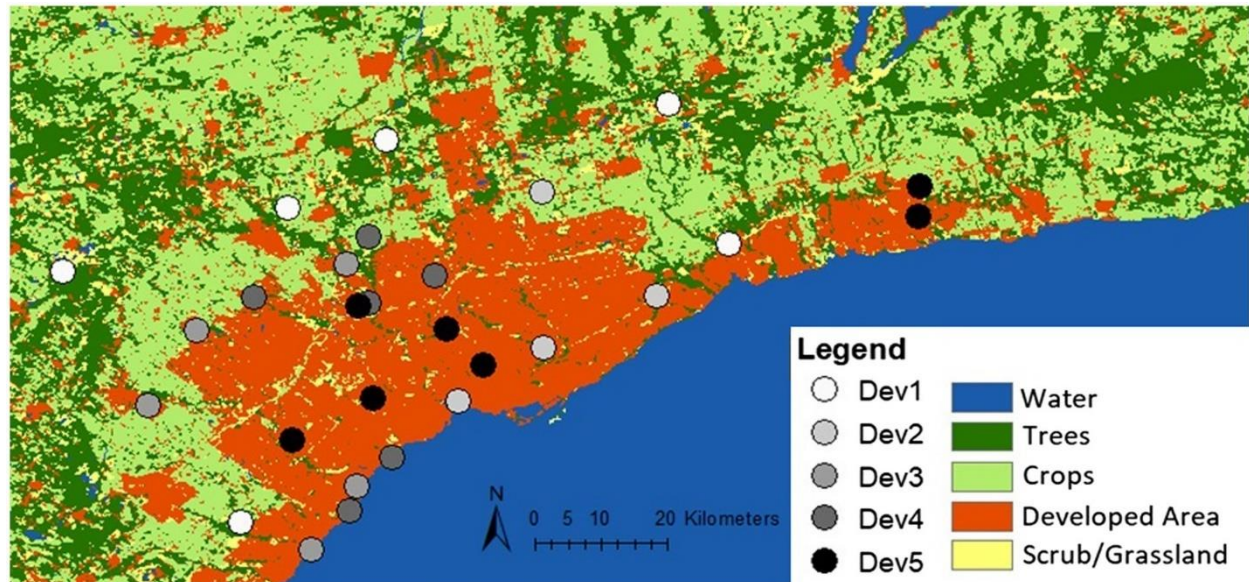 N
0 5 10 20 Kilometers
Legend
Dev1
Dev2
Dev3
Dev4
Dev5
Water
Trees
Crops
Developed Area
Scrub/Grassland